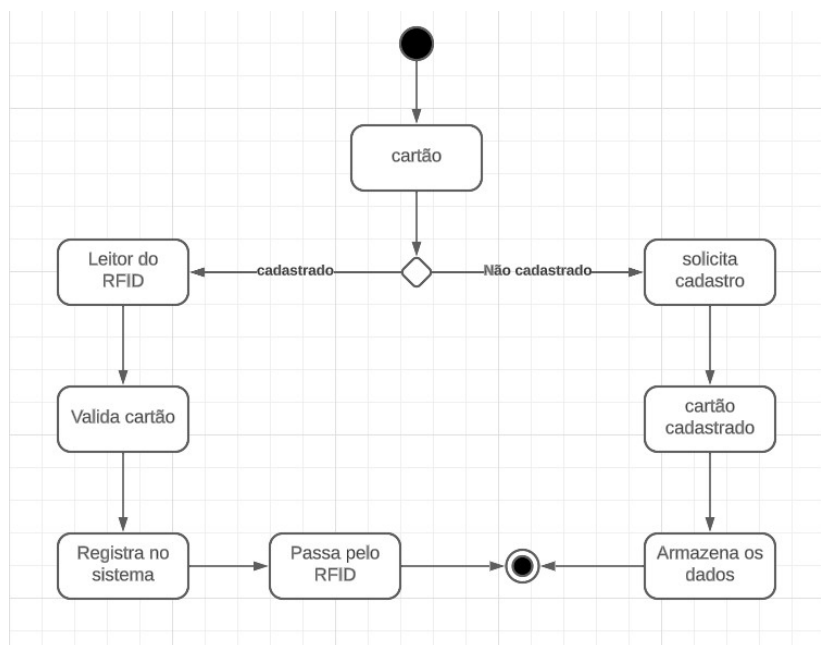 cartão
Leitor do
RFID
cadastrado
Não cadastrado
solicita
cadastro
Valida cartão
cartão
cadastrado
Registra no
sistema
Passa pelo
RFID
Armazena os
dados